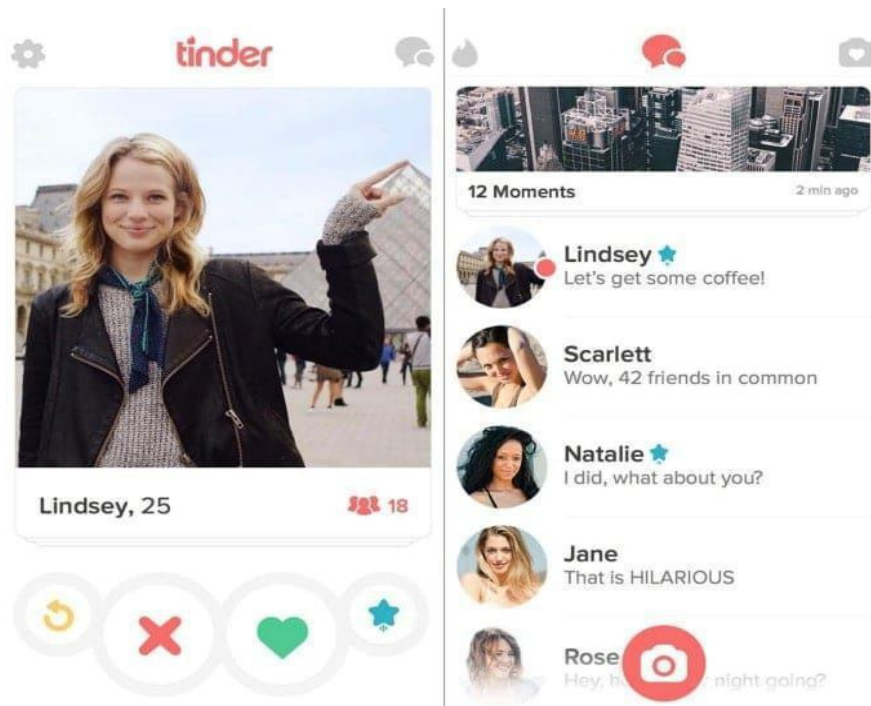 tinder
Lindsey, 25
18
12 Moments
2 min ago
Lindsey
Let's get some coffee!
Scarlett
Wow, 42 friends in common
Natalie
I did, what about you?
Jane
That is HILARIOUS
Rose
Hey, night going?